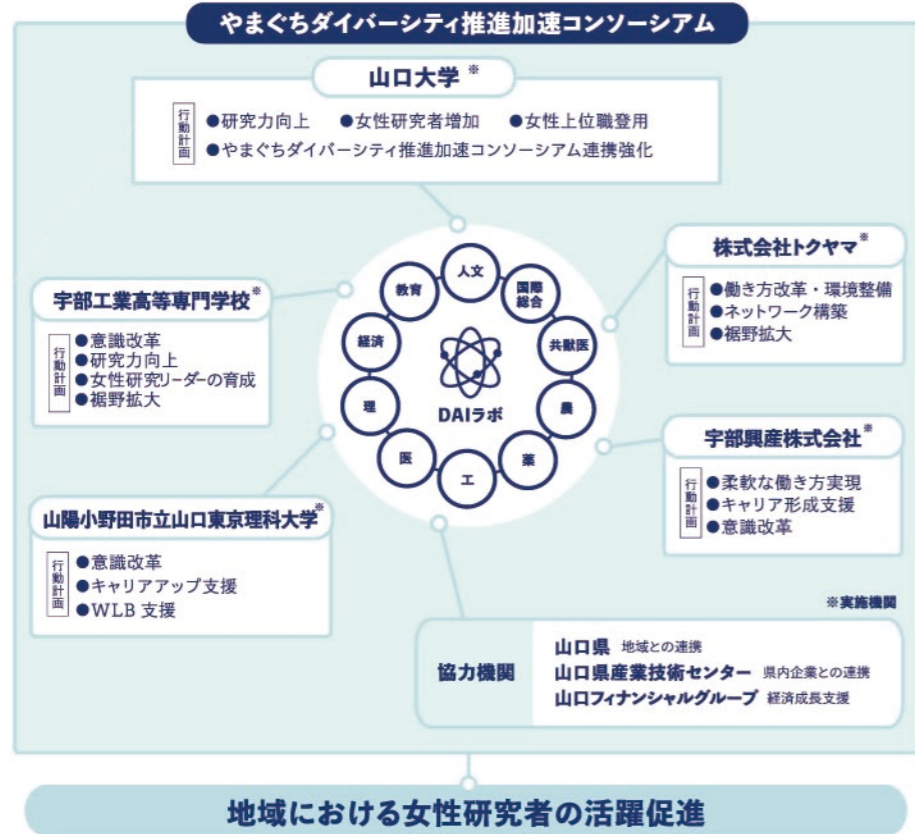 やまぐちダイバーシティ推進加速コンソーシアム
山口大学※
行動計画
●研究力向上 ●女性研究者増加 ●女性上位職登用
●やまぐちダイバーシティ推進加速コンソーシアム連携強化
宇部工業高等専門学校※
行動計画
●意識改革
●研究力向上
●女性研究リーダーの育成
●裾野拡大
山陽小野田市立山口東京理科大学※
行動計画
●意識改革
●キャリアアップ支援
●WLB 支援
人文
国際
総合
共獣医
農
薬
工
医
理
経済
教育
DAIラボ
株式会社トクヤマ※
行動計画
●働き方改革・環境整備
●ネットワーク構築
●裾野拡大
宇部興産株式会社※
行動計画
●柔軟な働き方実現
●キャリア形成支援
●意識改革
※実施機関
協力機関
山口県 地域との連携
山口県産業技術センター 県内企業との連携
山口フィナンシャルグループ 経済成長支援
地域における女性研究者の活躍促進